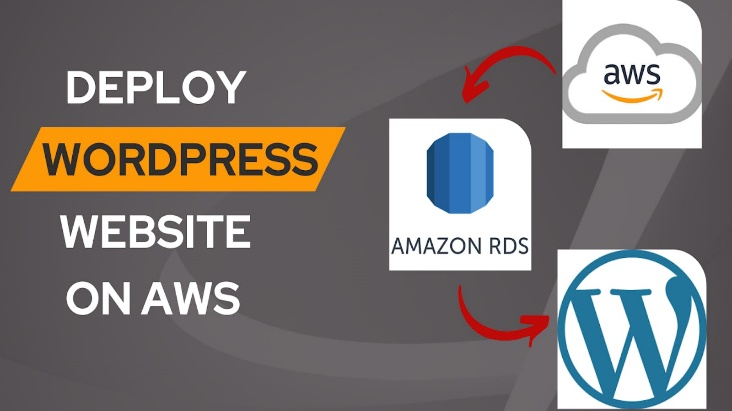 DEPLOY
WORDPRESS
WEBSITE
ON AWS
aws
AMAZON RDS
W